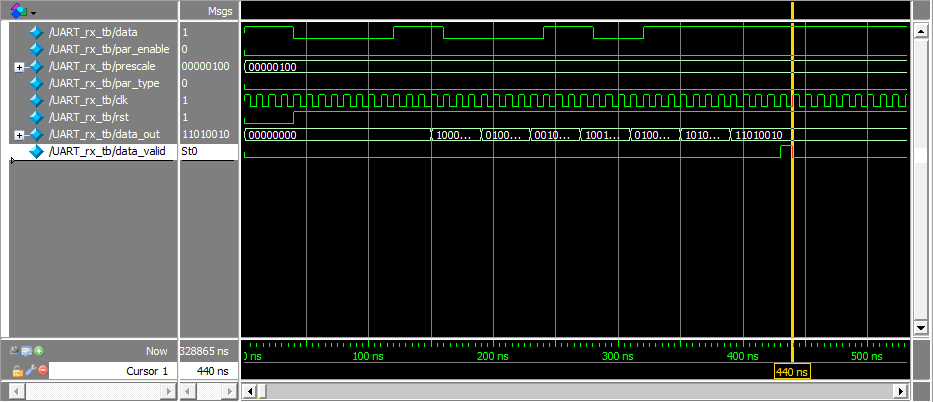 Msgs
/UART_rx_tb/data 1
/UART_rx_tb/par_enable 0
/UART_rx_tb/prescale 00000100 00000100
/UART_rx_tb/par_type 0
/UART_rx_tb/clk 1
/UART_rx_tb/rst 1
/UART_rx_tb/data_out 11010010 00000000 1000... 0100... 0010... 1001... 0100... 1010... 11010010
/UART_rx_tb/data_valid St0
Now 328865 ns 0 ns 100 ns 200 ns 300 ns 400 ns 500 ns
Cursor 1 440 ns 440 ns